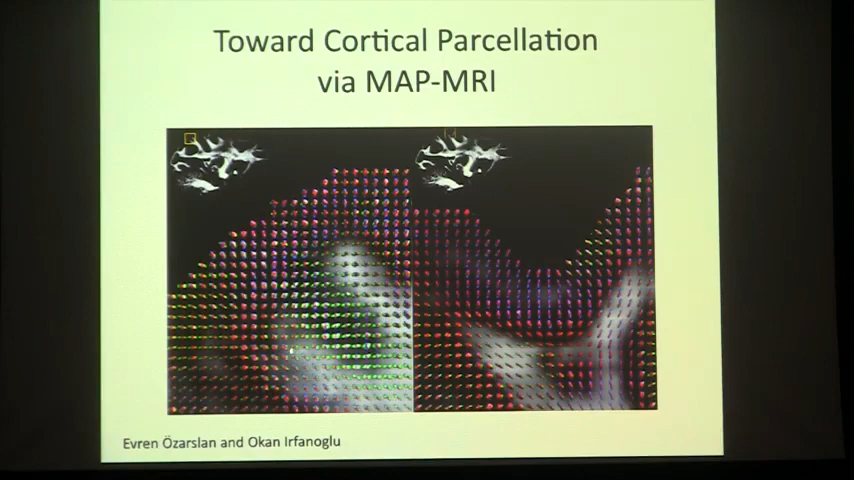 Toward Cortical Parcellation
via MAP-MRI
Evren Özarslan and Okan Irfanoglu